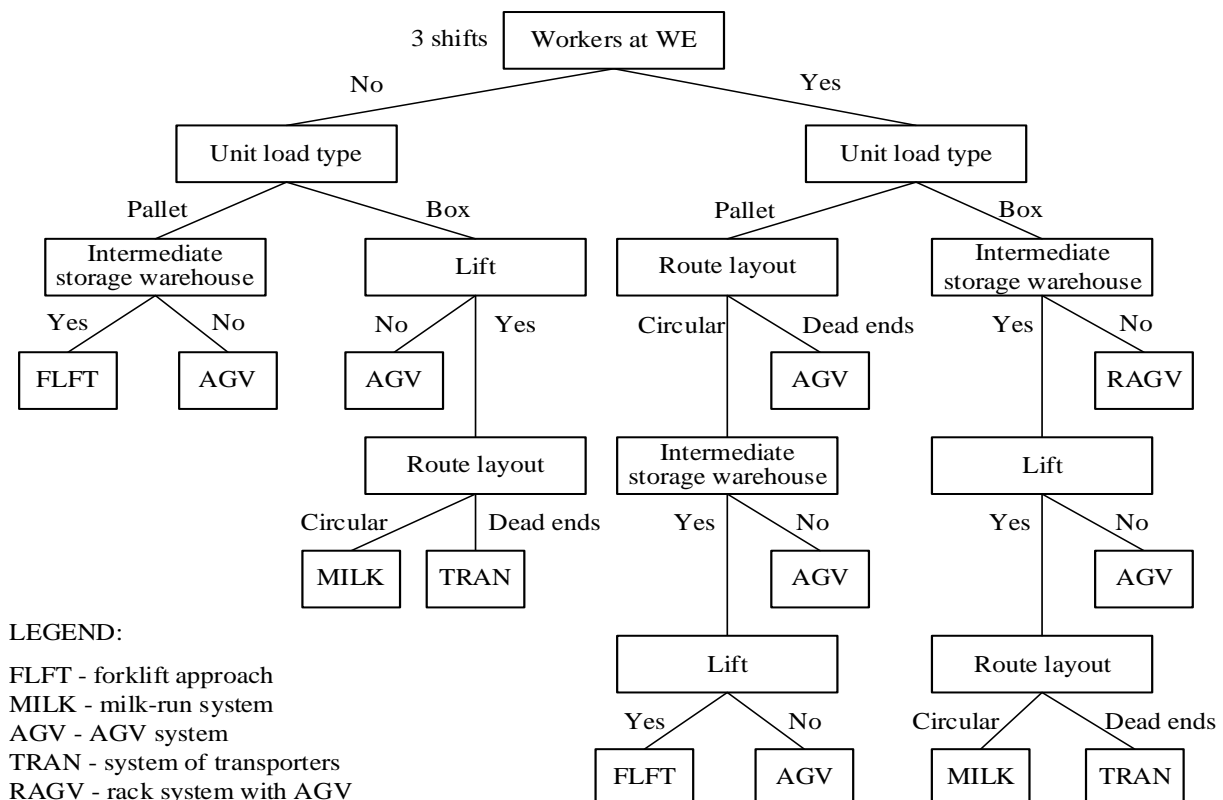 3 shifts
Workers at WE
No
Yes
Unit load type
Unit load type
Pallet
Box
Pallet
Box
Intermediate
storage warehouse
Lift
Route layout
Intermediate
storage warehouse
Yes
No
No
Yes
Circular
Dead ends
Yes
No
FLFT
AGV
AGV
AGV
RAGV
Route layout
Intermediate
storage warehouse
Lift
Circular
Dead ends
Yes
No
Yes
No
MILK
TRAN
AGV
AGV
LEGEND:
FLFT - forklift approach
MILK - milk-run system
AGV - AGV system
TRAN - system of transporters
RAGV - rack system with AGV
Lift
Route layout
Yes
No
Circular
Dead ends
FLFT
AGV
MILK
TRAN